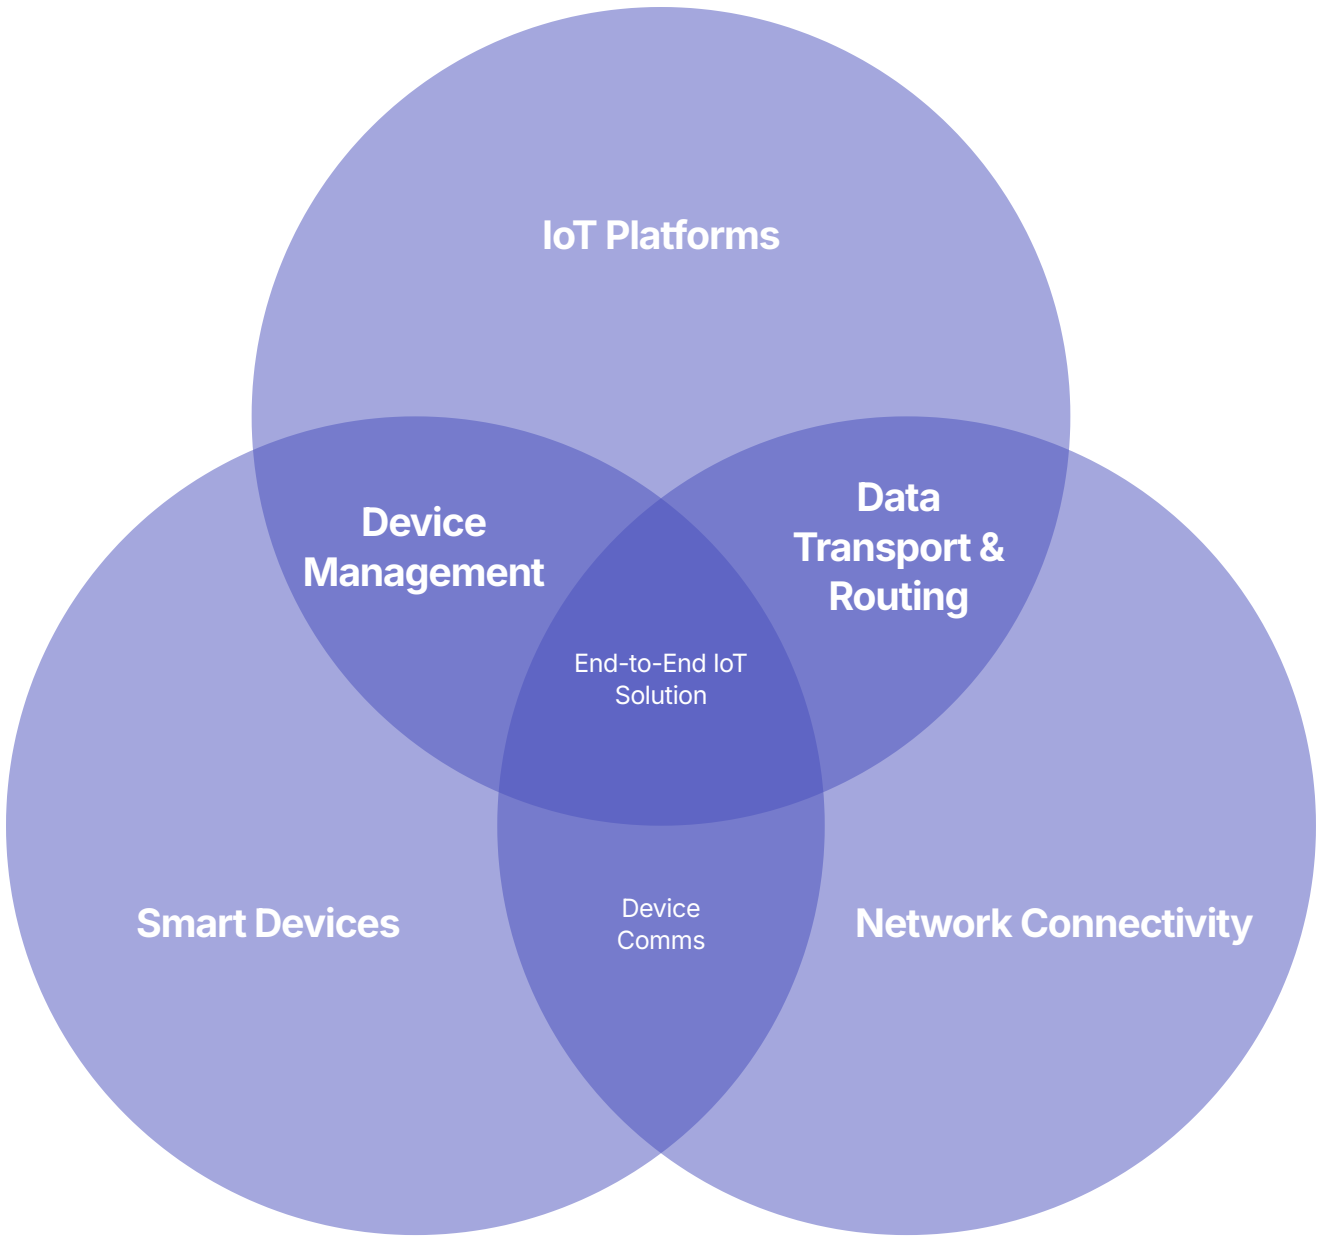 IoT Platforms
Device
Management
Data
Transport &
Routing
End-to-End IoT
Solution
Smart Devices
Device
Comms
Network Connectivity